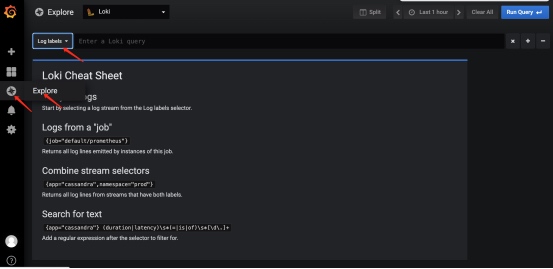 Explore
Loki
Split
Last 1 hour
Clear All
Run Query
Log labels
Enter a Loki query
Loki Cheat Sheet
Explore
gs
Start by selecting a log stream from the Log labels selector.
Logs from a "job"
{job="default/prometheus"}
Returns all log lines emitted by instances of this job.
Combine stream selectors
{app="cassandra",namespace="prod"}
Returns all log lines from streams that have both labels.
Search for text
{app="cassandra"} (duration|latency)\s*(=|is|of)\s*[\d\.]+
Add a regular expression after the selector to filter for.